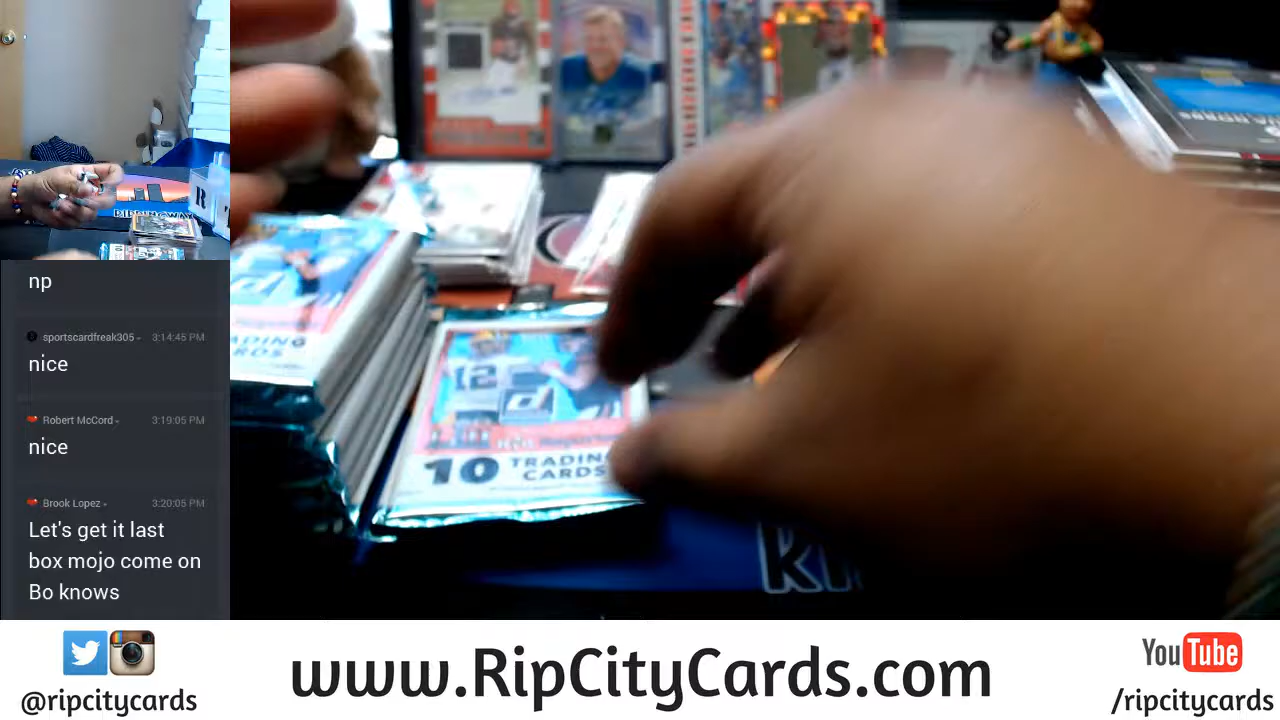 np
sportscardfreak305 3:14:45 PM
nice
Robert McCord 3:19:05 PM
nice
Brook Lopez 3:20:05 PM
Let's get it last
box mojo come on
Bo knows
R
RIPPINGWAX
12
10 TRADING
CARDS
@ripcitycards
www.RipCityCards.com
YouTube
/ripcitycards